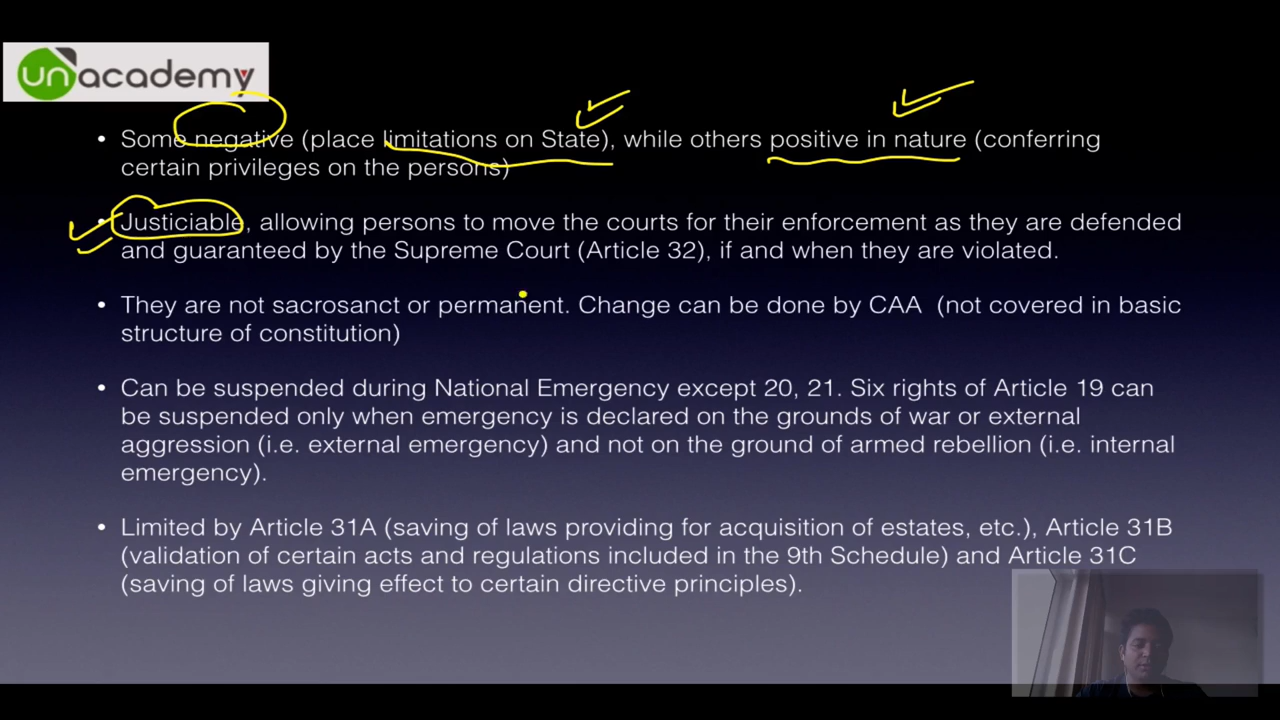 unacademy
• Some negative (place limitations on State), while others positive in nature (conferring
certain privileges on the persons)
• Justiciable, allowing persons to move the courts for their enforcement as they are defended
and guaranteed by the Supreme Court (Article 32), if and when they are violated.
• They are not sacrosanct or permanent. Change can be done by CAA (not covered in basic
structure of constitution)
• Can be suspended during National Emergency except 20, 21. Six rights of Article 19 can
be suspended only when emergency is declared on the grounds of war or external
aggression (i.e. external emergency) and not on the ground of armed rebellion (i.e. internal
emergency).
• Limited by Article 31A (saving of laws providing for acquisition of estates, etc.), Article 31B
(validation of certain acts and regulations included in the 9th Schedule) and Article 31C
(saving of laws giving effect to certain directive principles).